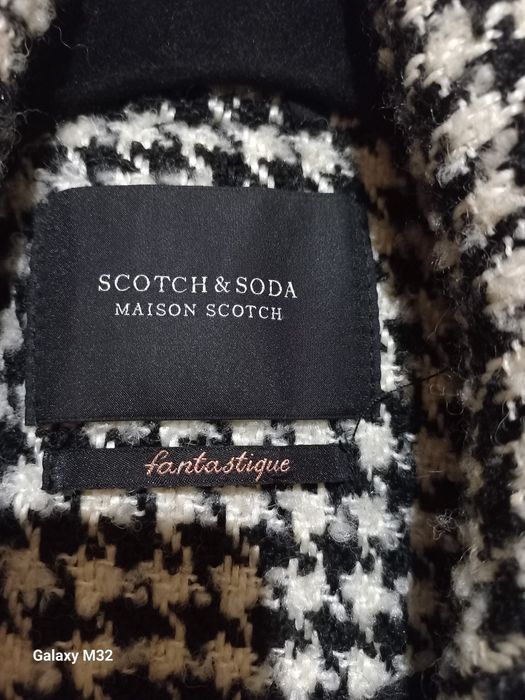 SCOTCH & SODA
MAISON SCOTCH
fantastique
Galaxy M32